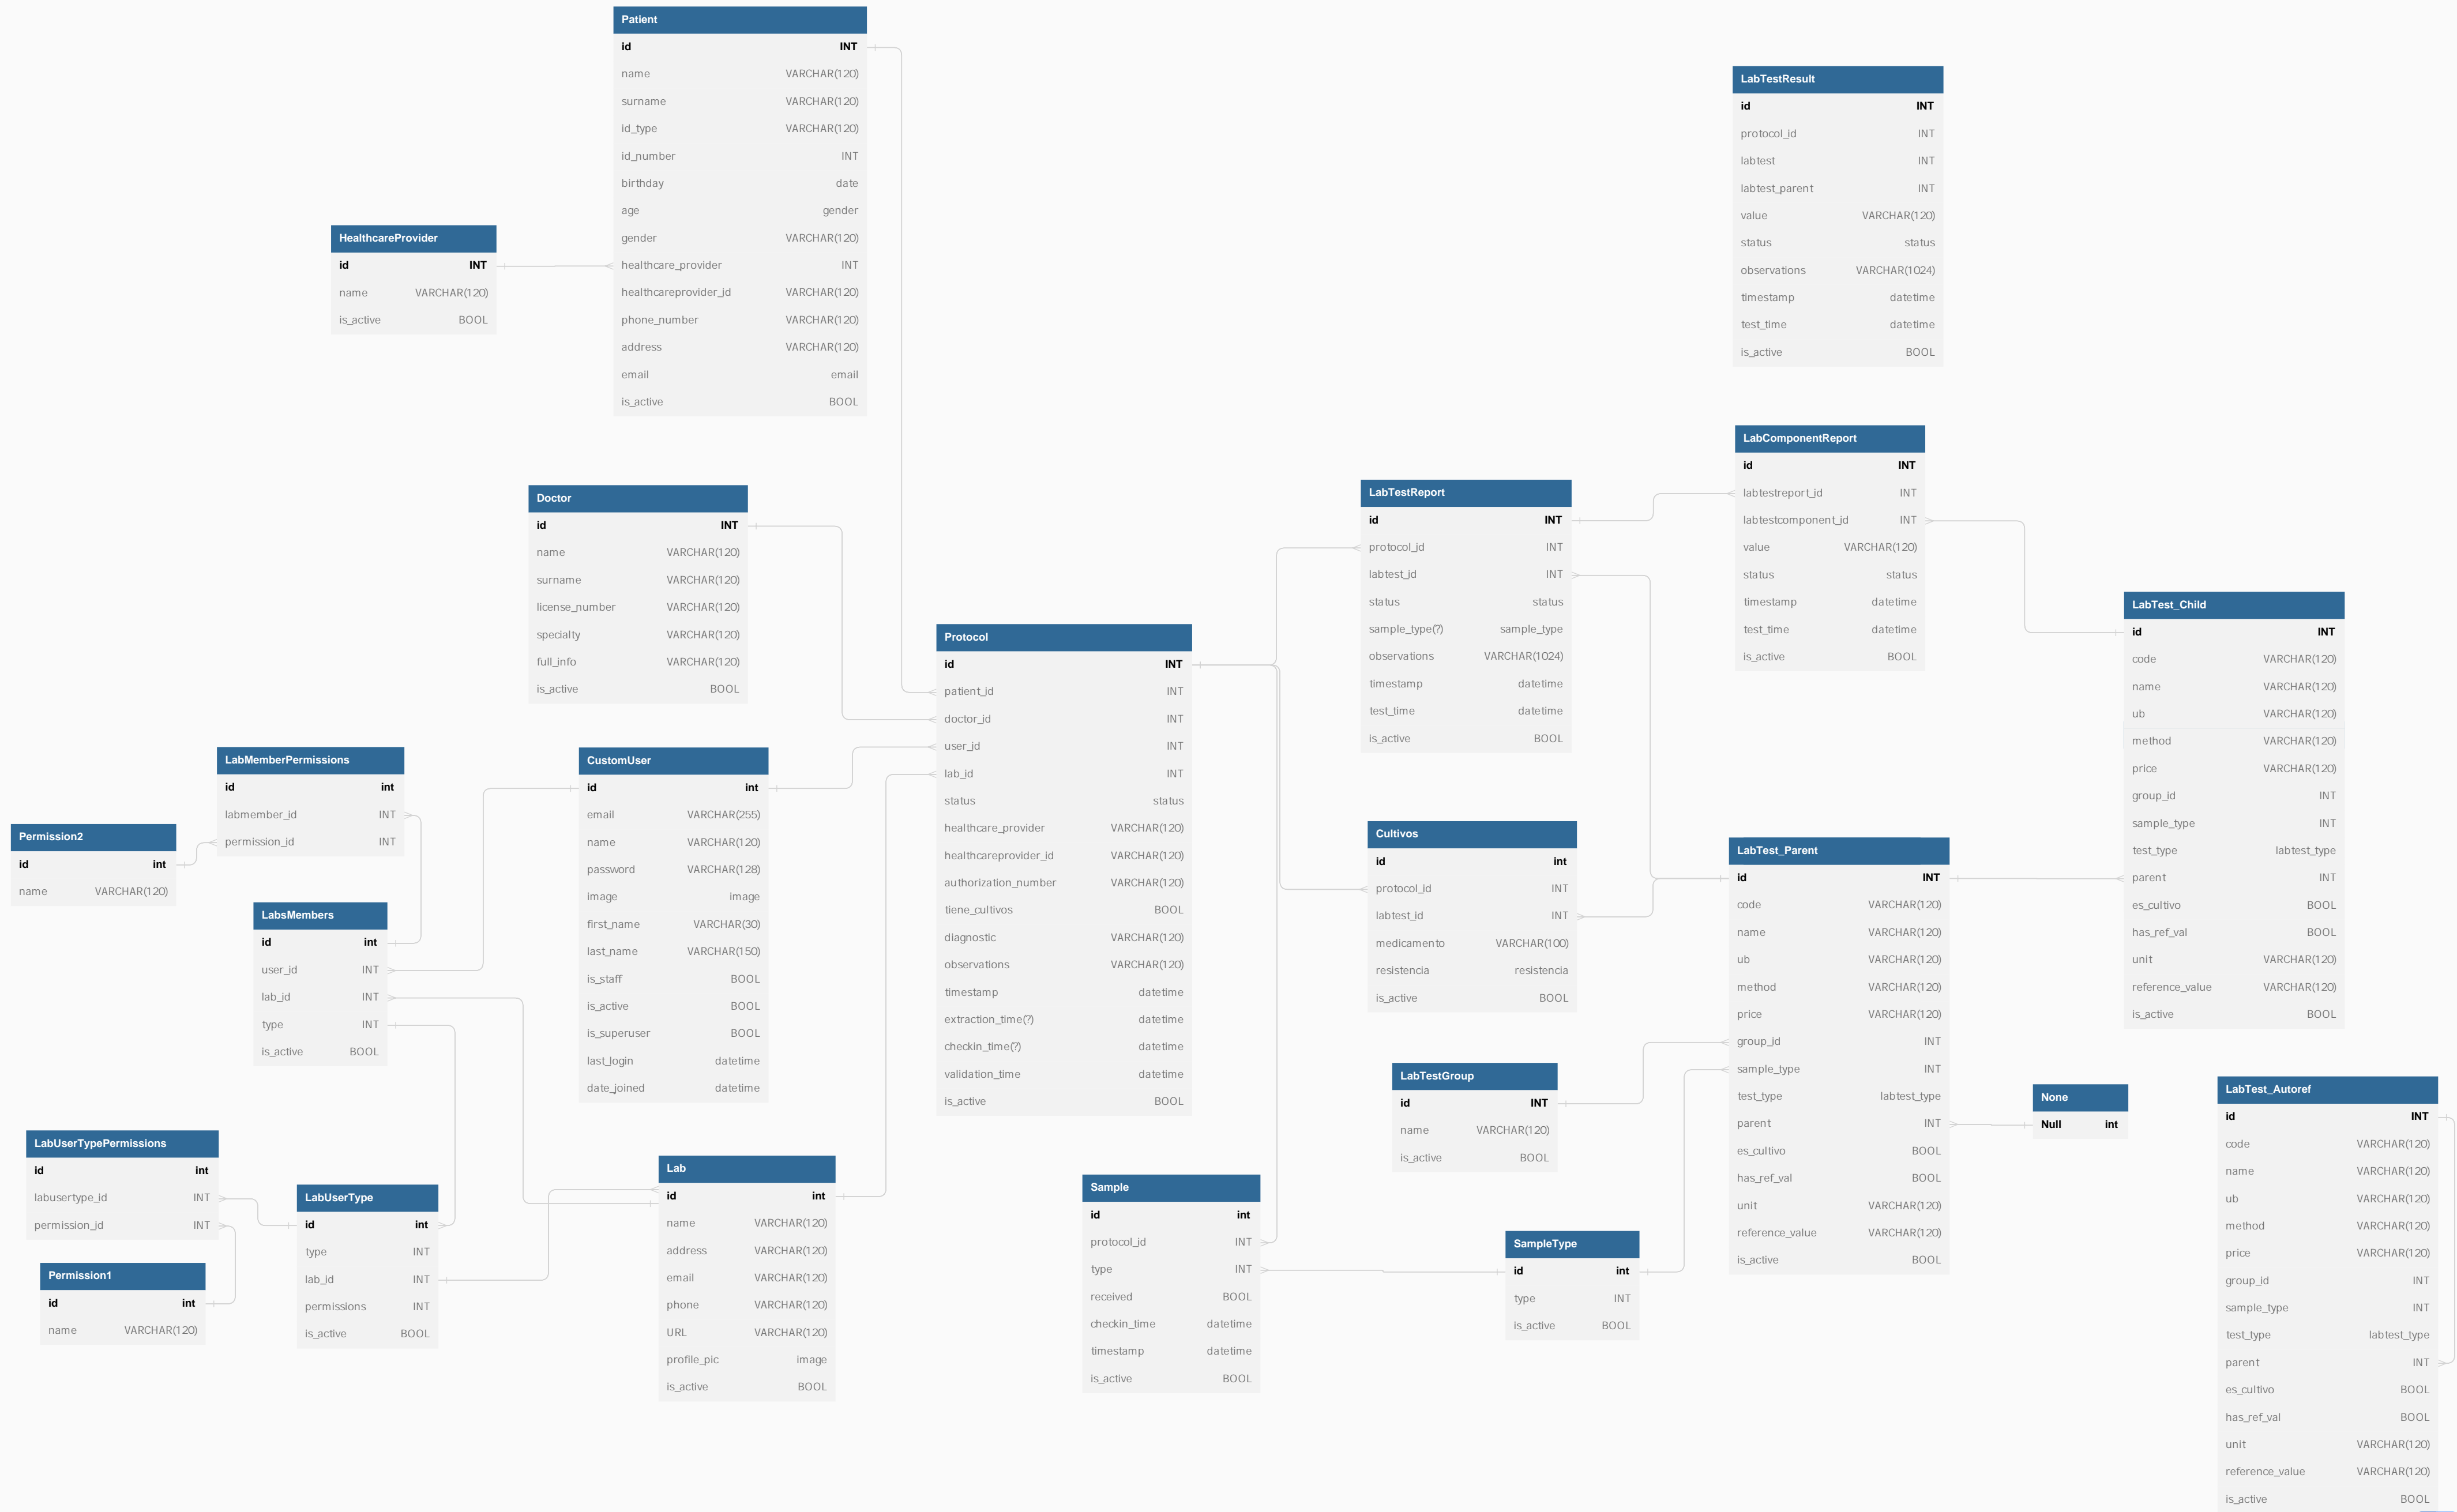 Patient
id INT
name VARCHAR(120)
surname VARCHAR(120)
id_type VARCHAR(120)
id_number INT
birthday date
age gender
gender VARCHAR(120)
healthcare_provider INT
healthcareprovider_id VARCHAR(120)
phone_number VARCHAR(120)
address VARCHAR(120)
email email
is_active BOOL
LabTestResult
id INT
protocol_id INT
labtest INT
labtest_parent INT
value VARCHAR(120)
status status
observations VARCHAR(1024)
timestamp datetime
test_time datetime
is_active BOOL
HealthcareProvider
id INT
name VARCHAR(120)
is_active BOOL
LabComponentReport
id INT
labtestreport_id INT
labtestcomponent_id INT
value VARCHAR(120)
status status
timestamp datetime
test_time datetime
is_active BOOL
Doctor
id INT
name VARCHAR(120)
surname VARCHAR(120)
license_number VARCHAR(120)
specialty VARCHAR(120)
full_info VARCHAR(120)
is_active BOOL
LabTestReport
id INT
protocol_id INT
labtest_id INT
status status
sample_type(?) sample_type
observations VARCHAR(1024)
timestamp datetime
test_time datetime
is_active BOOL
LabTest_Child
id INT
code VARCHAR(120)
name VARCHAR(120)
ub VARCHAR(120)
method VARCHAR(120)
price VARCHAR(120)
group_id INT
sample_type INT
test_type labtest_type
parent INT
es_cultivo BOOL
has_ref_val BOOL
unit VARCHAR(120)
reference_value VARCHAR(120)
is_active BOOL
Protocol
id INT
patient_id INT
doctor_id INT
user_id INT
lab_id INT
status status
healthcare_provider VARCHAR(120)
healthcareprovider_id VARCHAR(120)
authorization_number VARCHAR(120)
tiene_cultivos BOOL
diagnostic VARCHAR(120)
observations VARCHAR(120)
timestamp datetime
extraction_time(?) datetime
checkin_time(?) datetime
validation_time datetime
is_active BOOL
LabMemberPermissions
id int
labmember_id INT
permission_id INT
CustomUser
id int
email VARCHAR(255)
name VARCHAR(120)
password VARCHAR(128)
image image
first_name VARCHAR(30)
last_name VARCHAR(150)
is_staff BOOL
is_active BOOL
is_superuser BOOL
last_login datetime
date_joined datetime
Permission2
id int
name VARCHAR(120)
Cultivos
id int
protocol_id INT
labtest_id INT
medicamento VARCHAR(100)
resistencia resistencia
is_active BOOL
LabTest_Parent
id INT
code VARCHAR(120)
name VARCHAR(120)
ub VARCHAR(120)
method VARCHAR(120)
price VARCHAR(120)
group_id INT
sample_type INT
test_type labtest_type
parent INT
es_cultivo BOOL
has_ref_val BOOL
unit VARCHAR(120)
reference_value VARCHAR(120)
is_active BOOL
LabsMembers
id int
user_id INT
lab_id INT
type INT
is_active BOOL
LabTestGroup
id INT
name VARCHAR(120)
is_active BOOL
None
Null int
LabTest_Autoref
id INT
code VARCHAR(120)
name VARCHAR(120)
ub VARCHAR(120)
method VARCHAR(120)
price VARCHAR(120)
group_id INT
sample_type INT
test_type labtest_type
parent INT
es_cultivo BOOL
has_ref_val BOOL
unit VARCHAR(120)
reference_value VARCHAR(120)
is_active BOOL
LabUserTypePermissions
id int
labusertype_id INT
permission_id INT
LabUserType
id int
type INT
lab_id INT
permissions INT
is_active BOOL
Permission1
id int
name VARCHAR(120)
Lab
id int
name VARCHAR(120)
address VARCHAR(120)
email VARCHAR(120)
phone VARCHAR(120)
URL VARCHAR(120)
profile_pic image
is_active BOOL
Sample
id int
protocol_id INT
type INT
received BOOL
checkin_time datetime
timestamp datetime
is_active BOOL
SampleType
id int
type INT
is_active BOOL